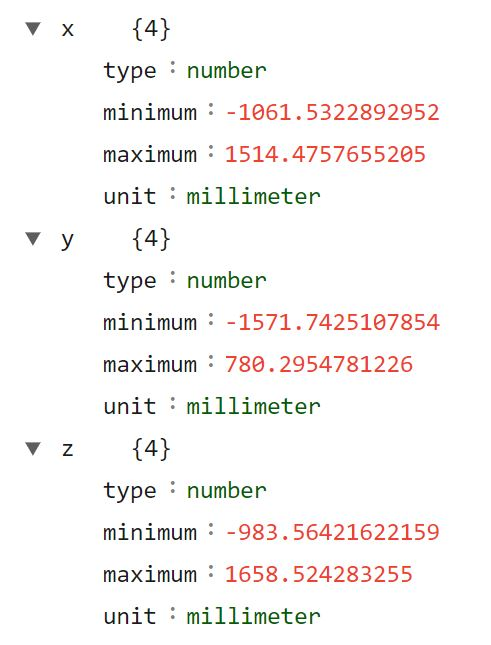 ▼ x {4}
type : number
minimum : -1061.5322892952
maximum : 1514.4757655205
unit : millimeter
▼ y {4}
type : number
minimum : -1571.7425107854
maximum : 780.2954781226
unit : millimeter
▼ z {4}
type : number
minimum : -983.56421622159
maximum : 1658.524283255
unit : millimeter